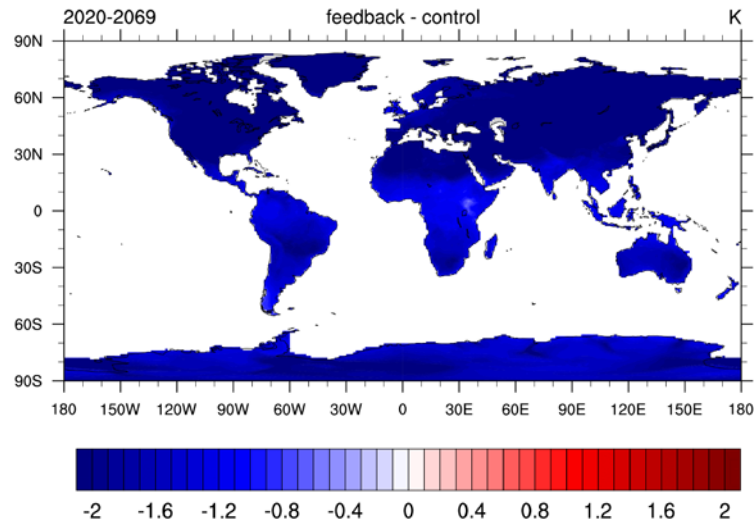 2020-2069 feedback - control K
90N
60N
30N
0
30S
60S
90S
180 150W 120W 90W 60W 30W 0 30E 60E 90E 120E 150E 180
-2 -1.6 -1.2 -0.8 -0.4 0 0.4 0.8 1.2 1.6 2